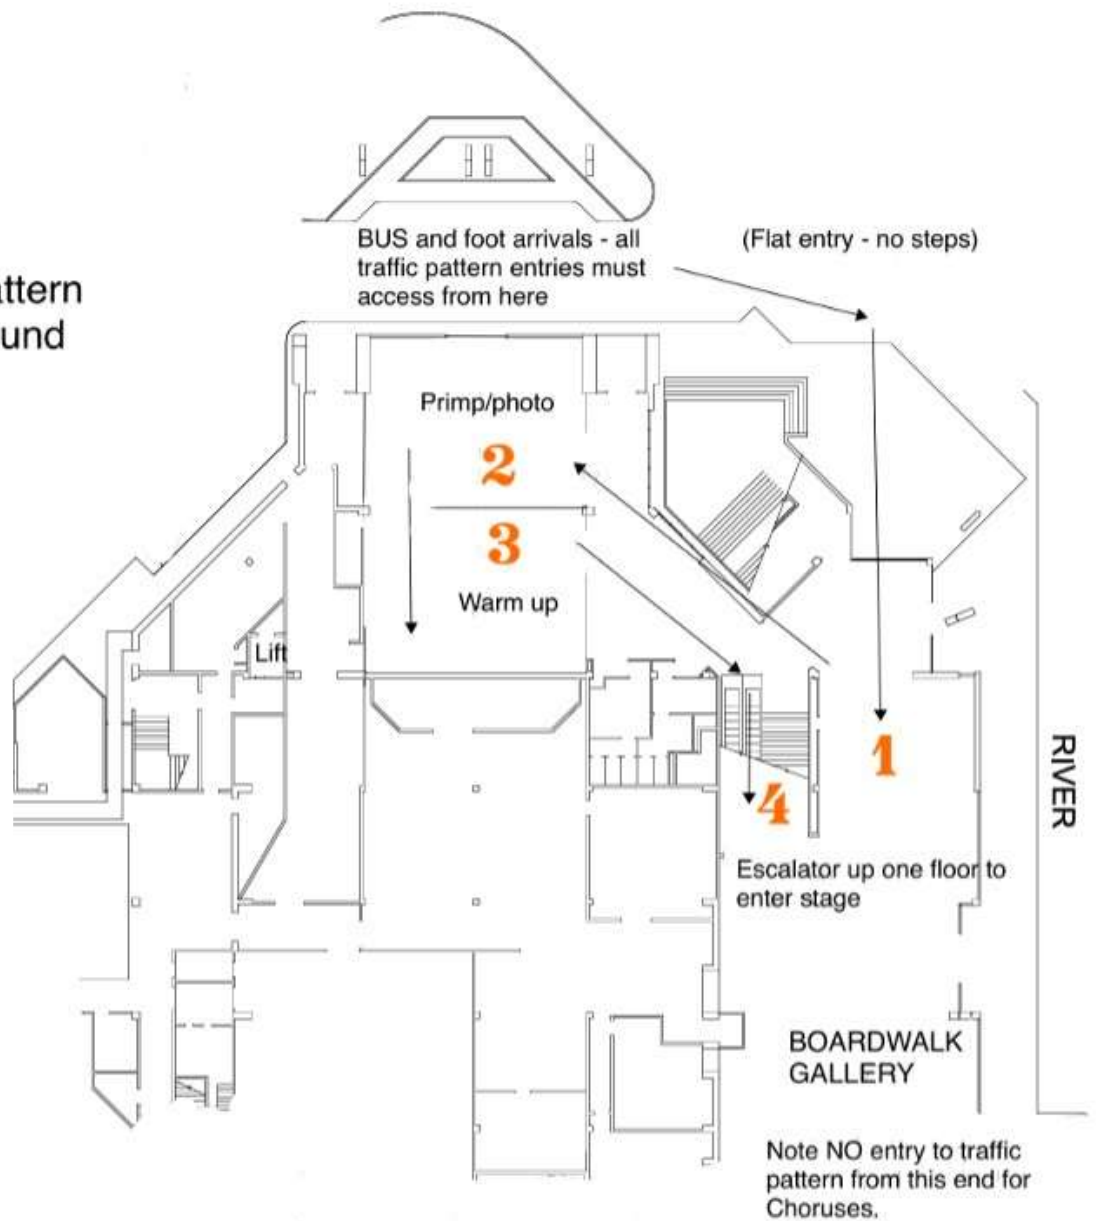 BUS and foot arrivals - all
traffic pattern entries must
access from here
(Flat entry - no steps)
Primp/photo
2
3
Warm up
Lift
1
4
Escalator up one floor to
enter stage
RIVER
BOARDWALK
GALLERY
Note NO entry to traffic
pattern from this end for
Choruses.